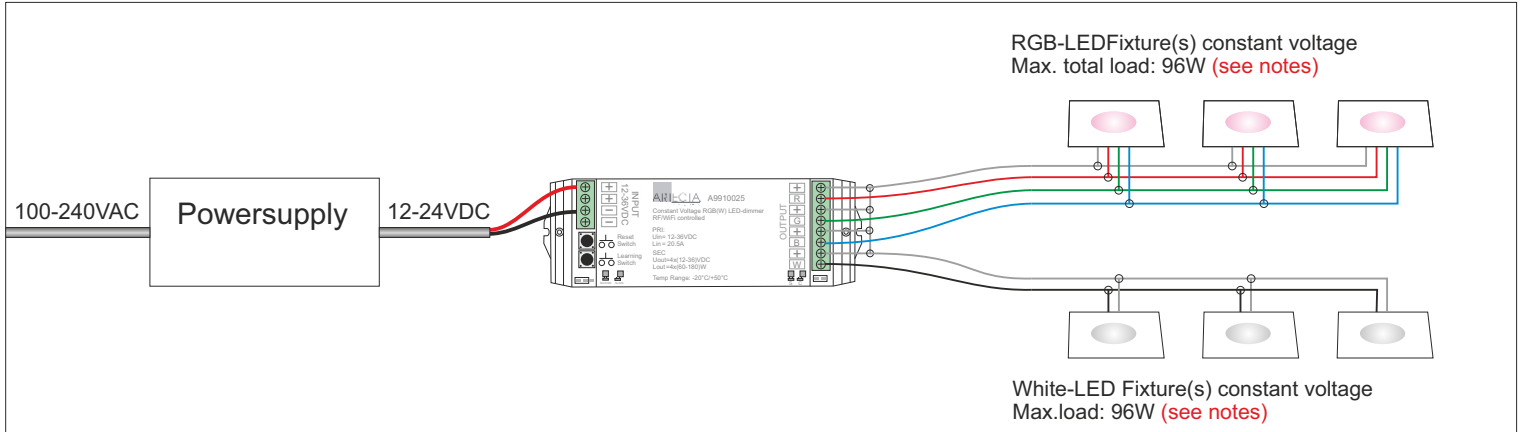 RGB-LEDFixture(s) constant voltage
Max. total load: 96W (see notes)
100-240VAC
Powersupply
12-24VDC
INPUT
12-36VDC
+
+
−
−
Reset
Switch
Learning
Switch
ARTECTA A9910025
Constant Voltage RGB(W) LED-dimmer
RF/WiFi controlled
PRI:
Uin= 12-36VDC
Lin = 20.5A
SEC
Uout=4x(12-36)VDC
Lout =4x(60-180)W
Temp Range: -20°C/+50°C
OUTPUT
+
R
+
G
+
B
+
W
White-LED Fixture(s) constant voltage
Max.load: 96W (see notes)